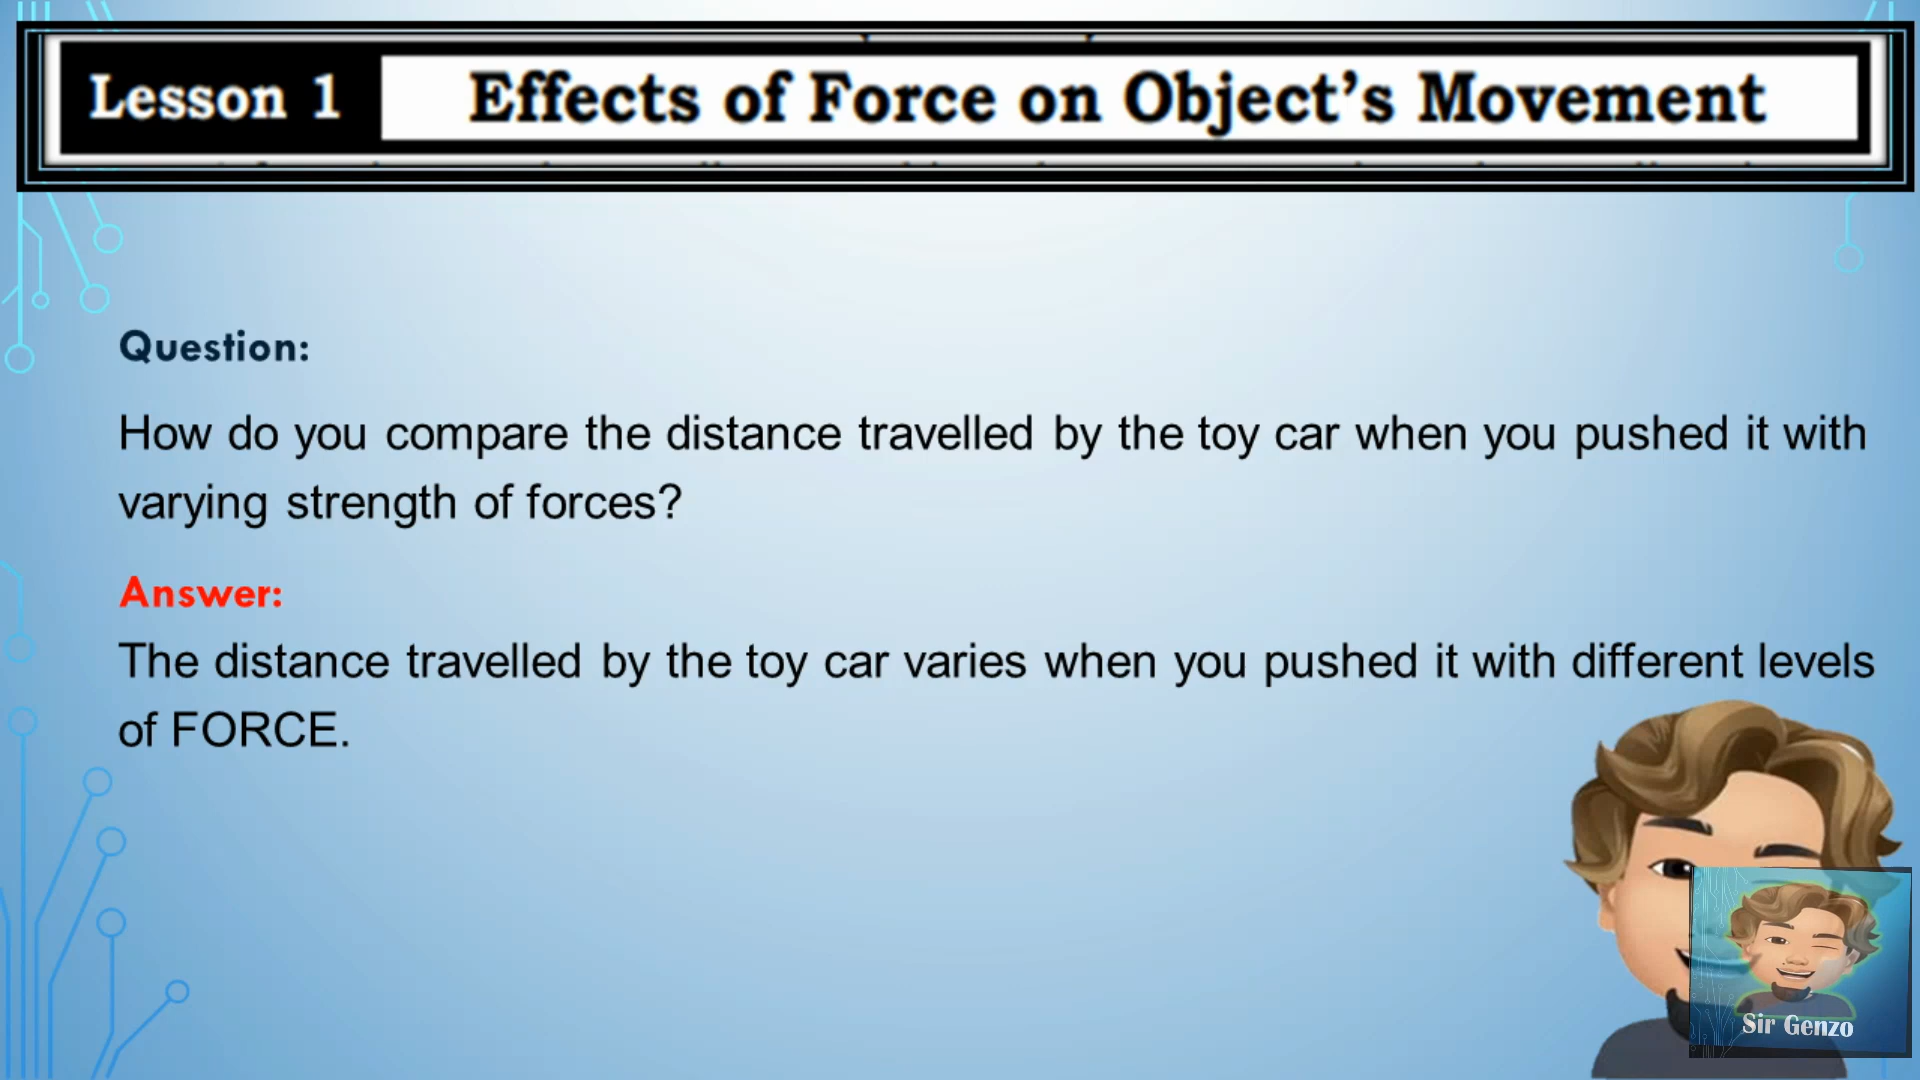 Lesson 1 Effects of Force on Object's Movement
Question:
How do you compare the distance travelled by the toy car when you pushed it with
varying strength of forces?
Answer:
The distance travelled by the toy car varies when you pushed it with different levels
of FORCE.
Sir Genzo